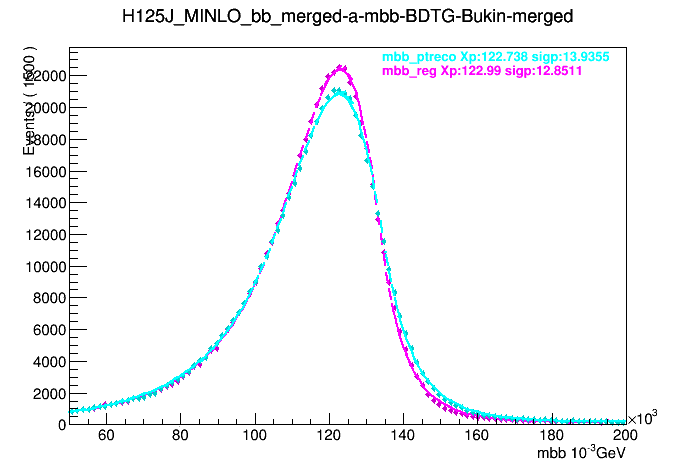 H125J_MINLO_bb_merged-a-mbb-BDTG-Bukin-merged
mbb_ptreco Xp:122.738 sigp:13.9355
mbb_reg Xp:122.99 sigp:12.8511
22000
20000
18000
16000
14000
12000
10000
8000
6000
4000
2000
0
60 80 100 120 140 160 180 200
×10³
mbb 10⁻³GeV